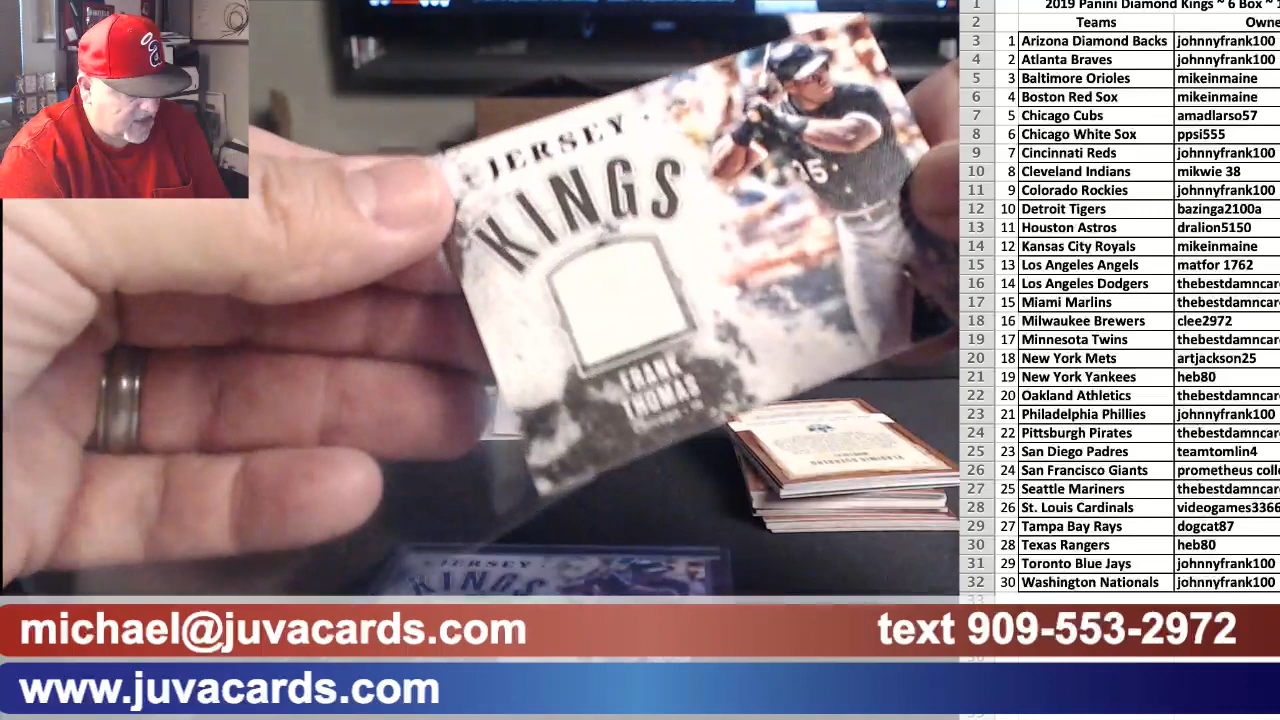 JERSEY
KINGS
35
FRANK
THOMAS
JERSEY
KINGS
1 2019 Panini Diamond Kings ~ 6 Box ~
2 Teams Owne
3 1 Arizona Diamond Backs johnnyfrank100
4 2 Atlanta Braves johnnyfrank100
5 3 Baltimore Orioles mikeinmaine
6 4 Boston Red Sox mikeinmaine
7 5 Chicago Cubs amadlarso57
8 6 Chicago White Sox ppsi555
9 7 Cincinnati Reds johnnyfrank100
10 8 Cleveland Indians mikwie 38
11 9 Colorado Rockies johnnyfrank100
12 10 Detroit Tigers bazinga2100a
13 11 Houston Astros dralion5150
14 12 Kansas City Royals mikeinmaine
15 13 Los Angeles Angels matfor 1762
16 14 Los Angeles Dodgers thebestdamncar
17 15 Miami Marlins thebestdamncar
18 16 Milwaukee Brewers clee2972
19 17 Minnesota Twins thebestdamncar
20 18 New York Mets artjackson25
21 19 New York Yankees heb80
22 20 Oakland Athletics thebestdamncar
23 21 Philadelphia Phillies johnnyfrank100
24 22 Pittsburgh Pirates thebestdamncar
25 23 San Diego Padres teamtomlin4
26 24 San Francisco Giants prometheus colle
27 25 Seattle Mariners thebestdamncar
28 26 St. Louis Cardinals videogames3366
29 27 Tampa Bay Rays dogcat87
30 28 Texas Rangers heb80
31 29 Toronto Blue Jays johnnyfrank100
32 30 Washington Nationals johnnyfrank100
michael@juvacards.com text 909-553-2972
www.juvacards.com